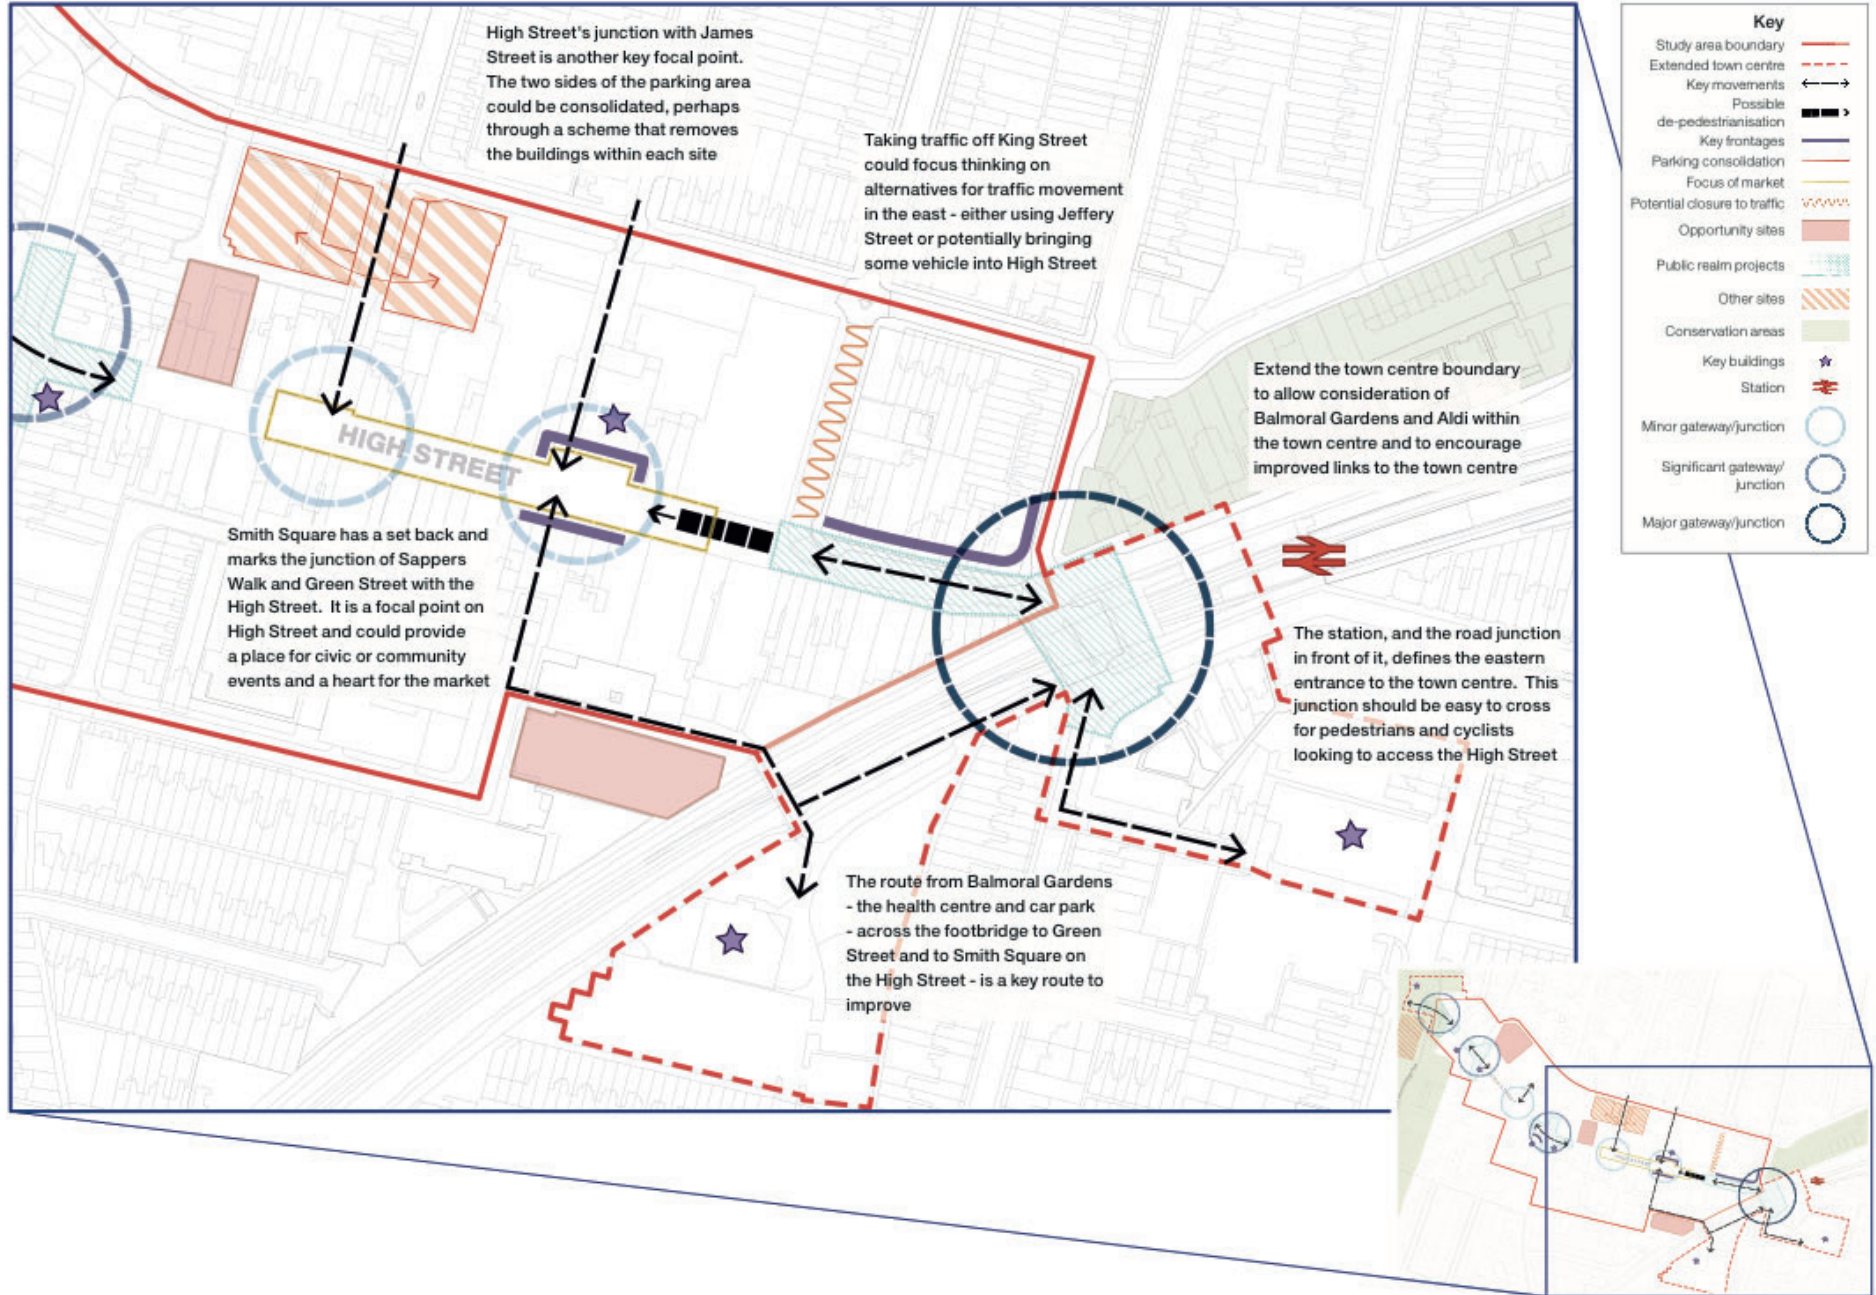 High Street's junction with James
Street is another key focal point.
The two sides of the parking area
could be consolidated, perhaps
through a scheme that removes
the buildings within each site
Taking traffic off King Street
could focus thinking on
alternatives for traffic movement
in the east - either using Jeffery
Street or potentially bringing
some vehicle into High Street
Extend the town centre boundary
to allow consideration of
Balmoral Gardens and Aldi within
the town centre and to encourage
improved links to the town centre
HIGH STREET
Smith Square has a set back and
marks the junction of Sappers
Walk and Green Street with the
High Street. It is a focal point on
High Street and could provide
a place for civic or community
events and a heart for the market
The station, and the road junction
in front of it, defines the eastern
entrance to the town centre. This
junction should be easy to cross
for pedestrians and cyclists
looking to access the High Street
The route from Balmoral Gardens
- the health centre and car park
- across the footbridge to Green
Street and to Smith Square on
the High Street - is a key route to
improve
Key
Study area boundary
Extended town centre
Key movements
Possible
de-pedestrianisation
Key frontages
Parking consolidation
Focus of market
Potential closure to traffic
Opportunity sites
Public realm projects
Other sites
Conservation areas
Key buildings
Station
Minor gateway/junction
Significant gateway/
junction
Major gateway/junction